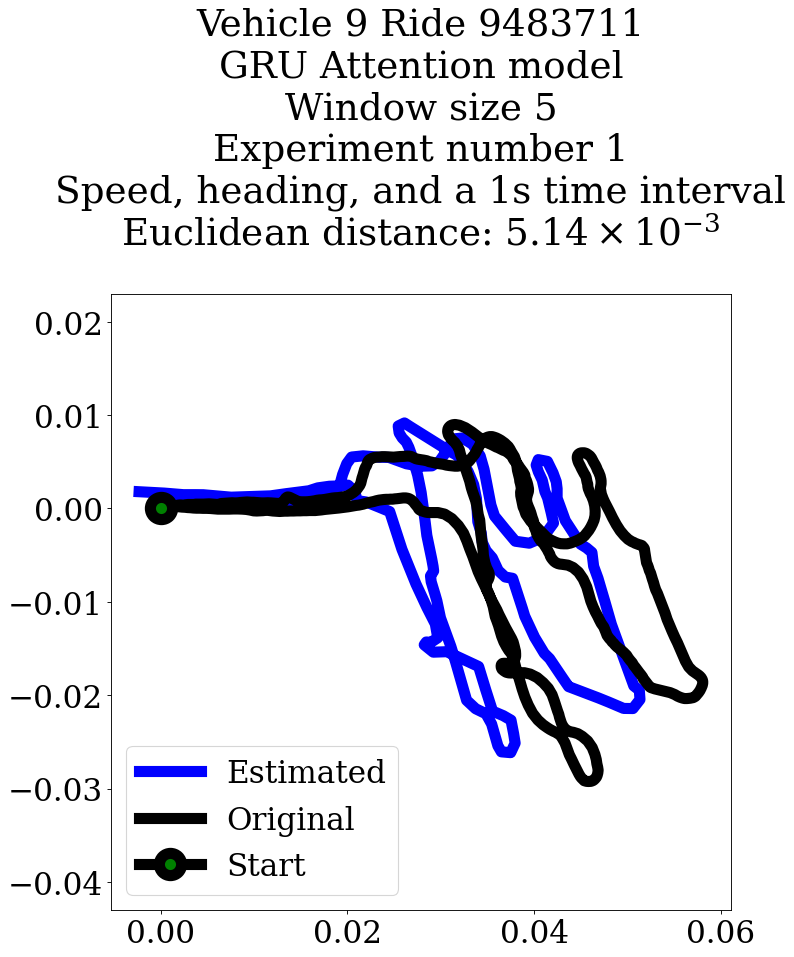 Vehicle 9 Ride 9483711
GRU Attention model
Window size 5
Experiment number 1
Speed, heading, and a 1s time interval
Euclidean distance: 5.14 × 10⁻³
0.02
0.01
0.00
−0.01
−0.02
−0.03
−0.04
Estimated
Original
Start
0.00 0.02 0.04 0.06